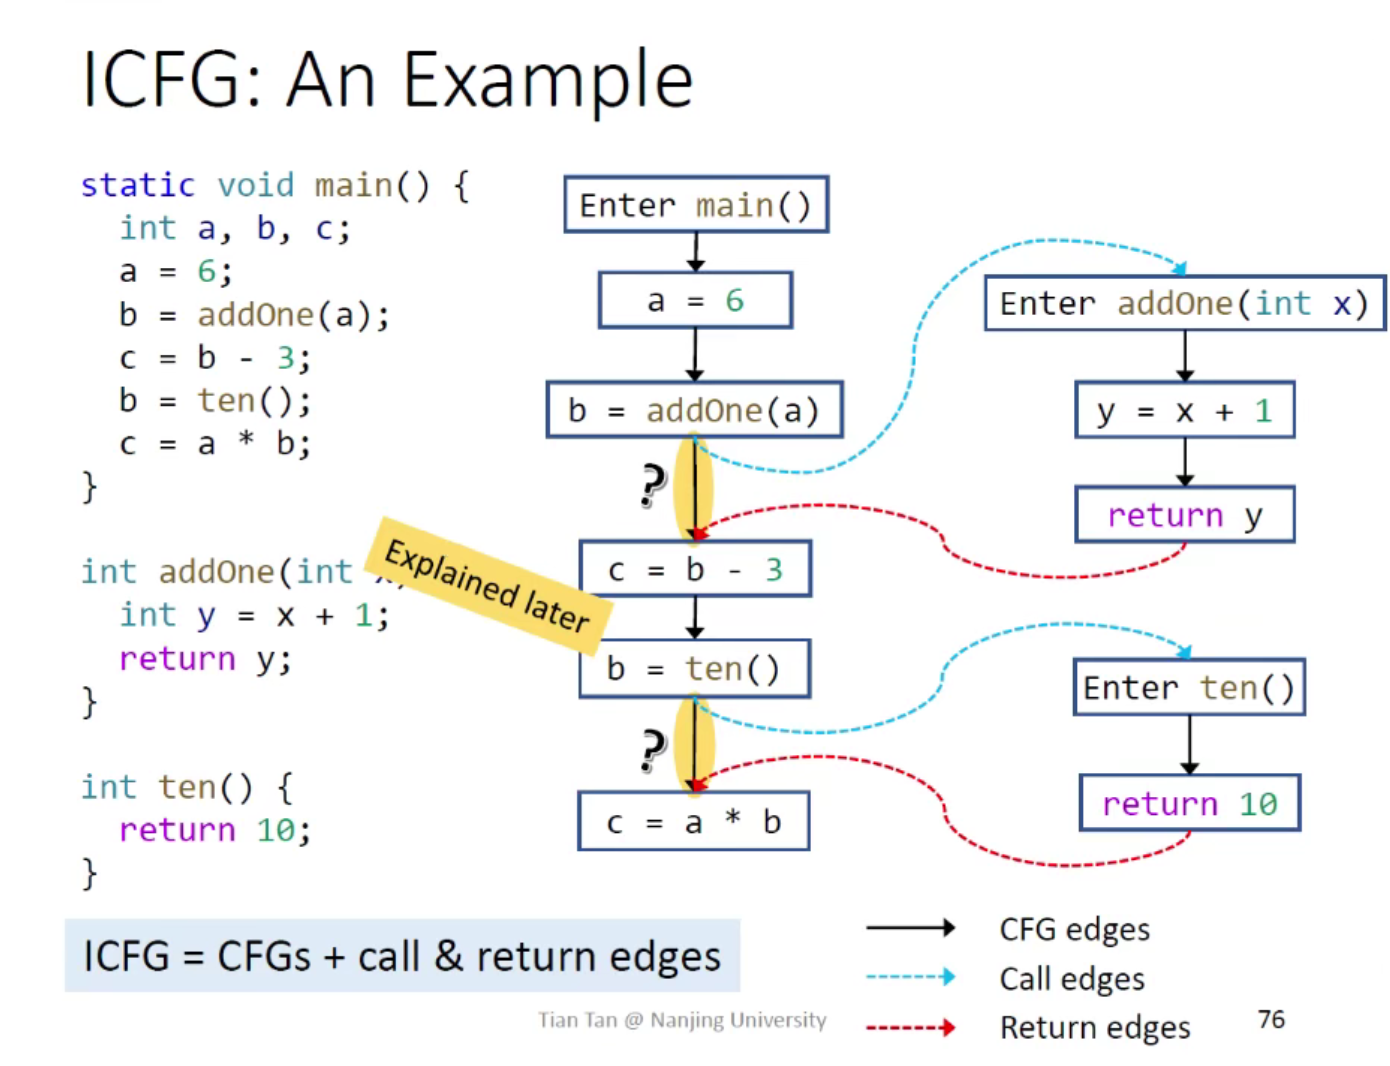 ICFG: An Example
static void main() {
int a, b, c;
a = 6;
b = addOne(a);
c = b - 3;
b = ten();
c = a * b;
}
int addOne(int
int y = x + 1;
return y;
}
int ten() {
return 10;
}
Enter main()
a = 6
b = addOne(a)
?
c = b - 3
Explained later
b = ten()
?
c = a * b
Enter addOne(int x)
y = x + 1
return y
Enter ten()
return 10
ICFG = CFGs + call & return edges
CFG edges
Call edges
Return edges
Tian Tan @ Nanjing University
76